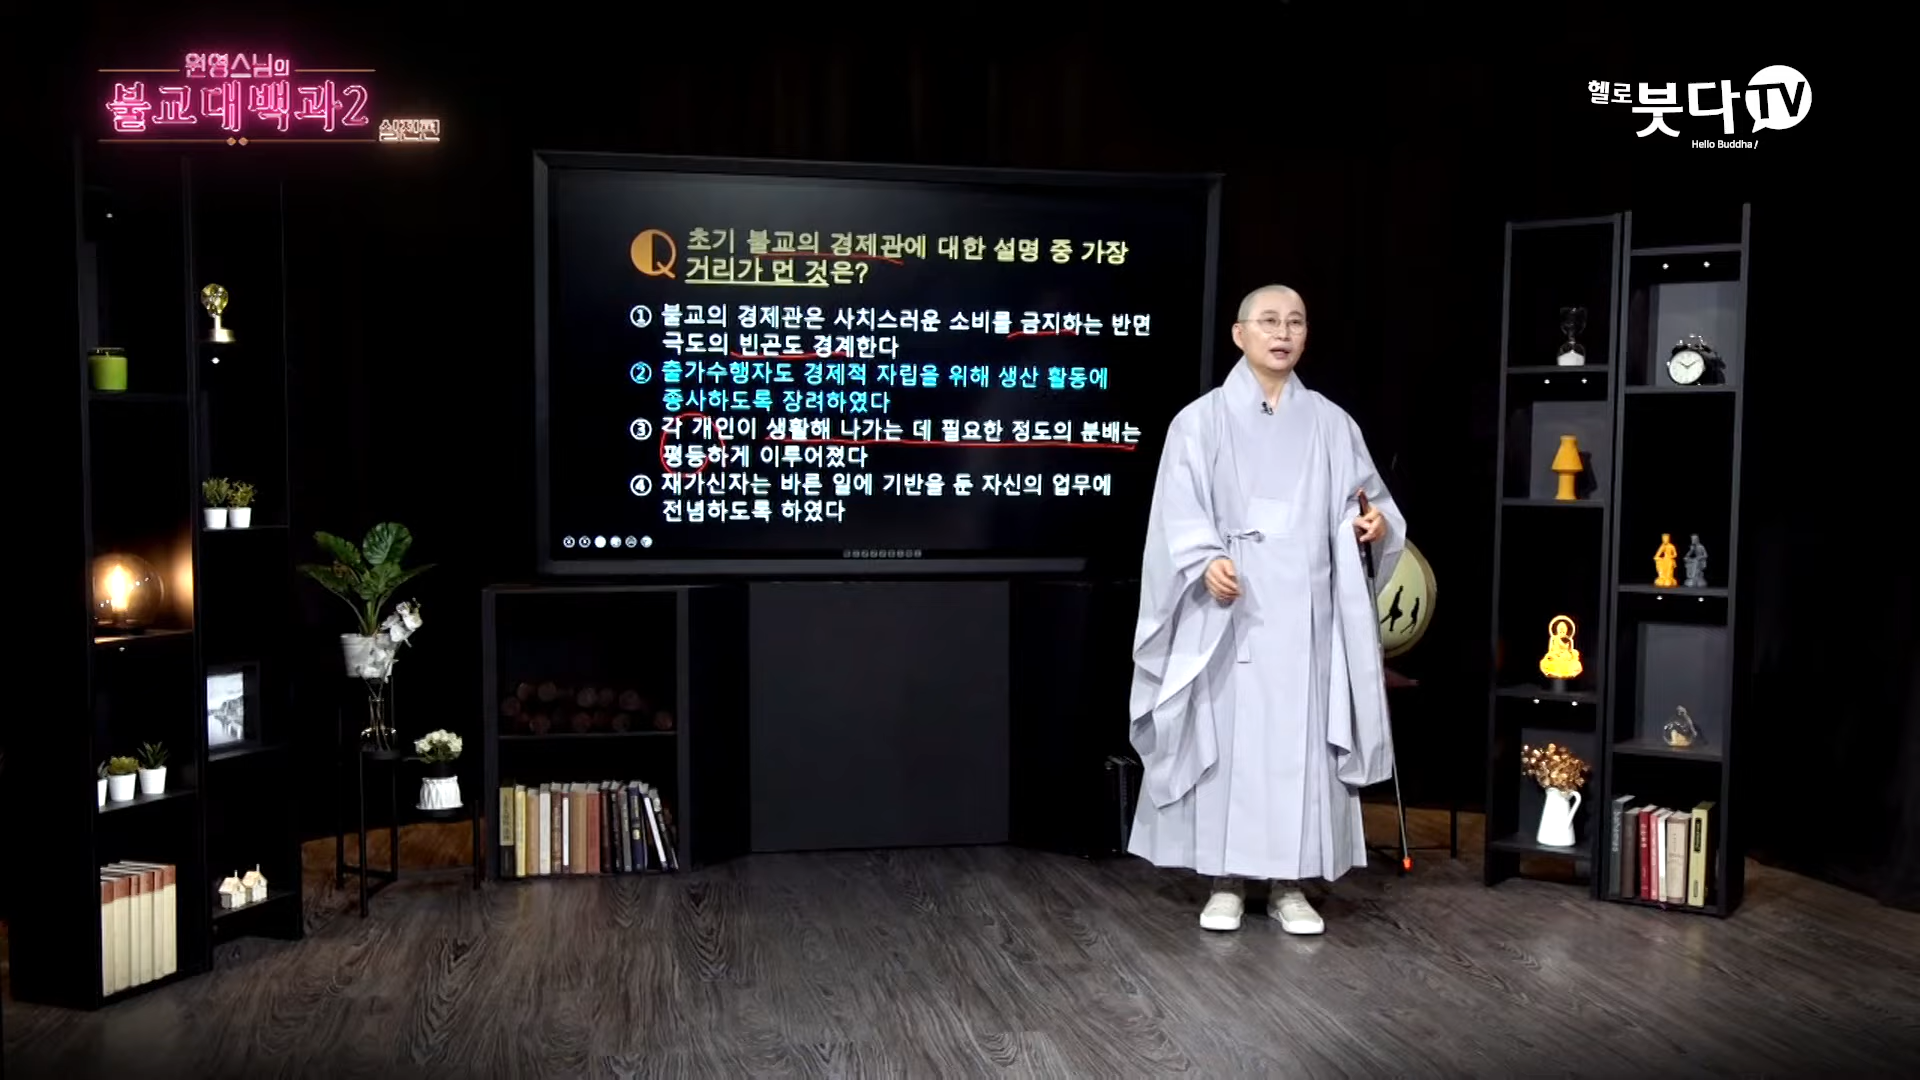 원영스님의
불교대백과2
실전편
헬로붓다TV
Hello Buddha!
Q 초기 불교의 경제관에 대한 설명 중 가장
거리가 먼 것은?
① 불교의 경제관은 사치스러운 소비를 금지하는 반면
극도의 빈곤도 경계한다
② 출가수행자도 경제적 자립을 위해 생산 활동에
종사하도록 장려하였다
③ 각 개인이 생활해 나가는 데 필요한 정도의 분배는
평등하게 이루어졌다
④ 재가신자는 바른 일에 기반을 둔 자신의 업무에
전념하도록 하였다